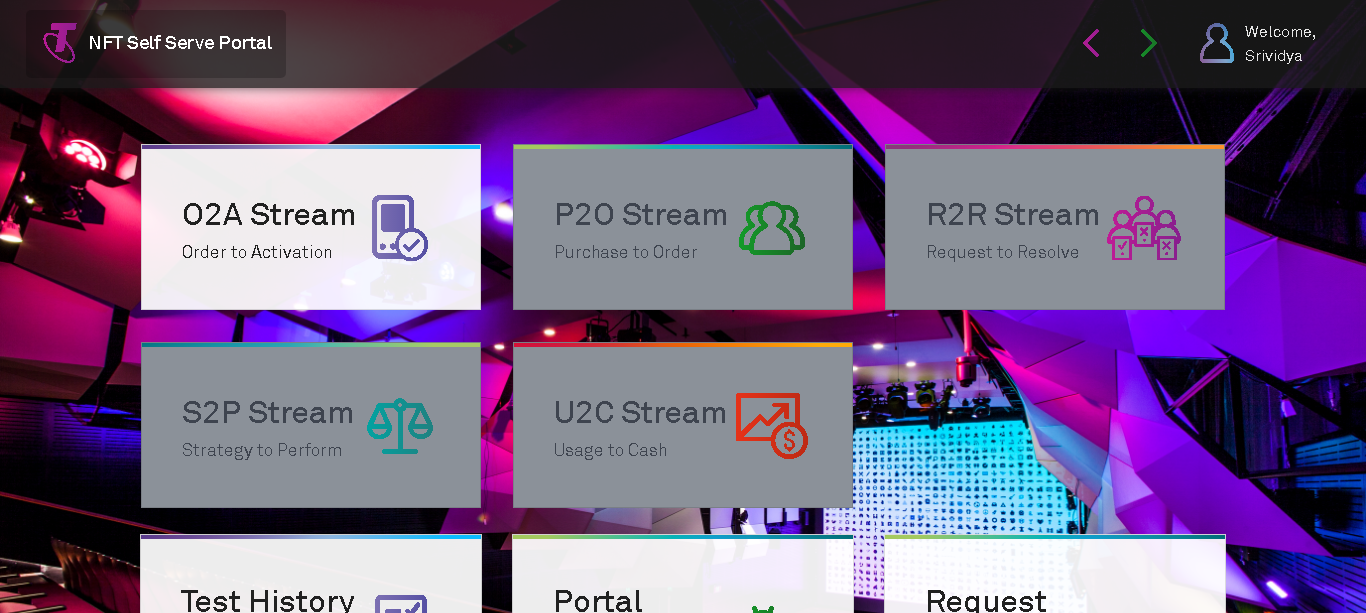 NFT Self Serve Portal
Welcome,
Srividya
O2A Stream
Order to Activation
P2O Stream
Purchase to Order
R2R Stream
Request to Resolve
S2P Stream
Strategy to Perform
U2C Stream
Usage to Cash
Test History
Portal
Request